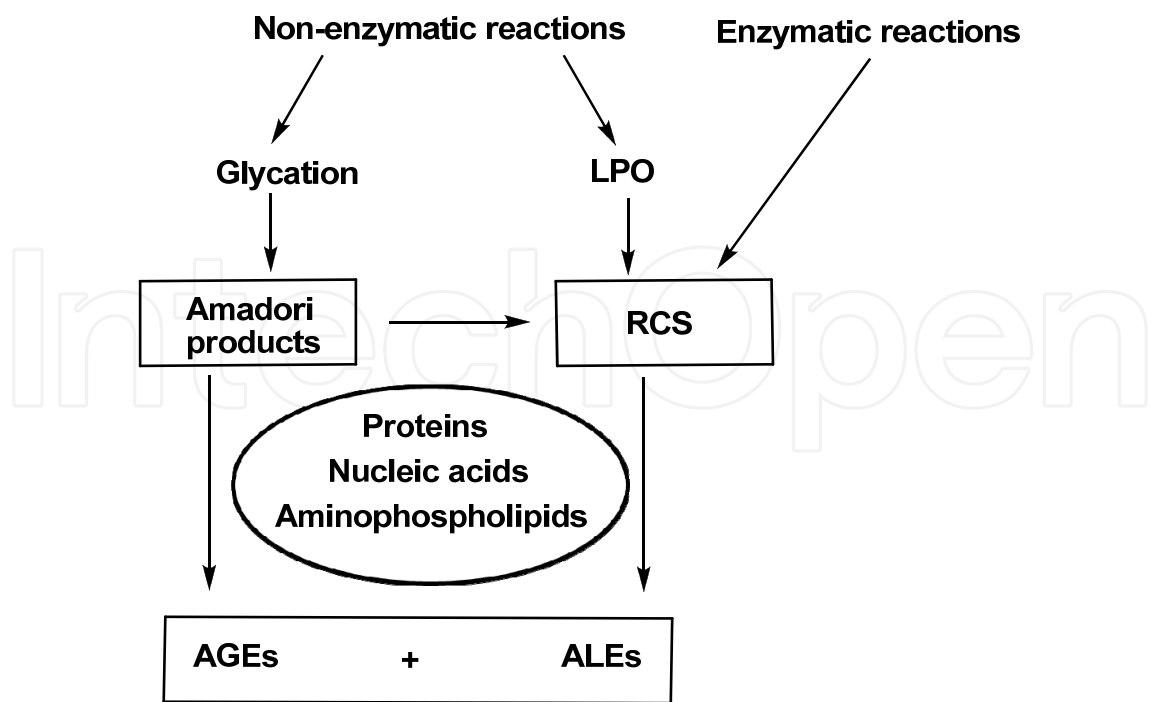 Non-enzymatic reactions
Enzymatic reactions
Glycation
LPO
Amadori
products
RCS
Proteins
Nucleic acids
Aminophospholipids
AGEs + ALEs
IntechOpen